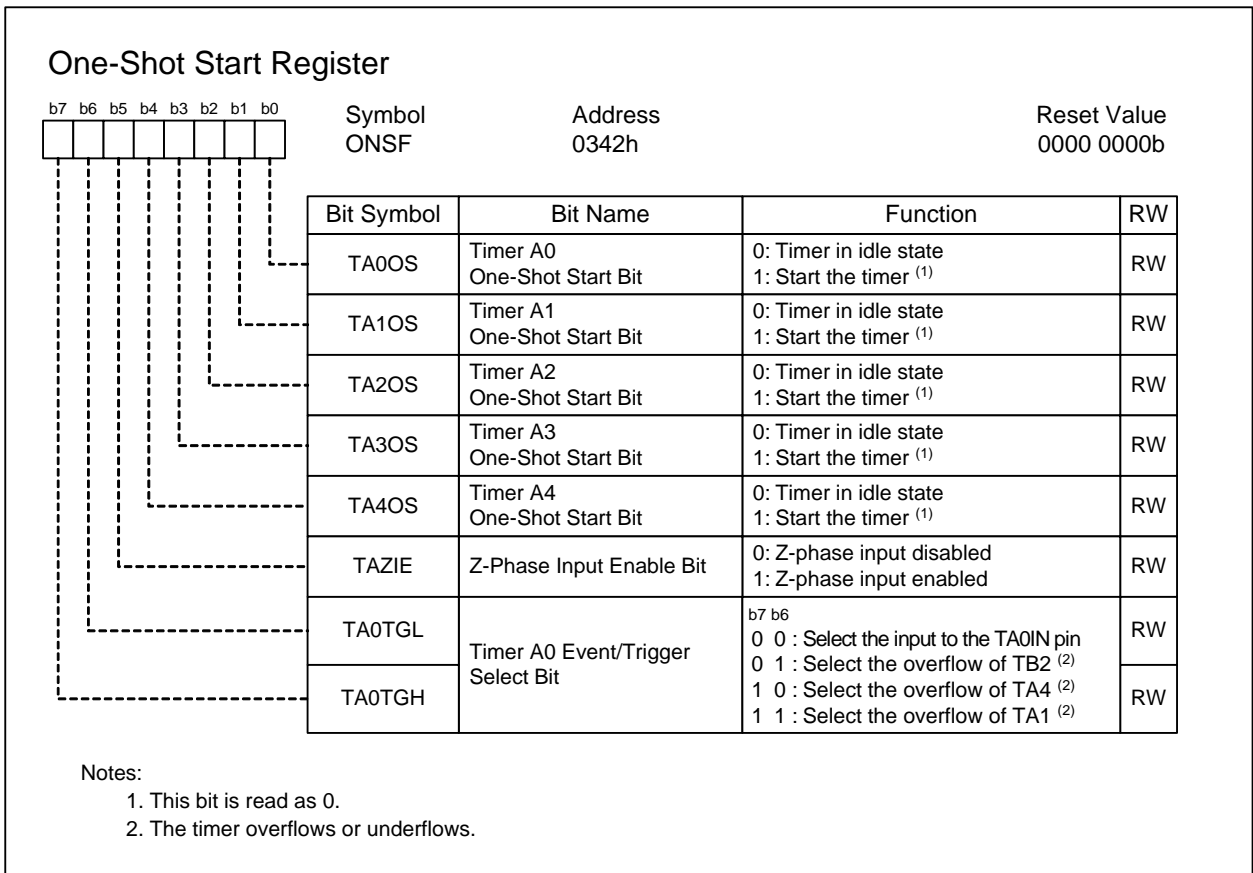 One-Shot Start Register
b7 b6 b5 b4 b3 b2 b1 b0
Symbol Address Reset Value
ONSF 0342h 0000 0000b
Bit Symbol Bit Name Function RW
TA0OS Timer A0 One-Shot Start Bit 0: Timer in idle state RW
1: Start the timer (1)
TA1OS Timer A1 One-Shot Start Bit 0: Timer in idle state RW
1: Start the timer (1)
TA2OS Timer A2 One-Shot Start Bit 0: Timer in idle state RW
1: Start the timer (1)
TA3OS Timer A3 One-Shot Start Bit 0: Timer in idle state RW
1: Start the timer (1)
TA4OS Timer A4 One-Shot Start Bit 0: Timer in idle state RW
1: Start the timer (1)
TAZIE Z-Phase Input Enable Bit 0: Z-phase input disabled RW
1: Z-phase input enabled
TA0TGL Timer A0 Event/Trigger Select Bit b7 b6 RW
0 0 : Select the input to the TA0IN pin
0 1 : Select the overflow of TB2 (2)
TA0TGH 1 0 : Select the overflow of TA4 (2) RW
1 1 : Select the overflow of TA1 (2)
Notes:
1. This bit is read as 0.
2. The timer overflows or underflows.